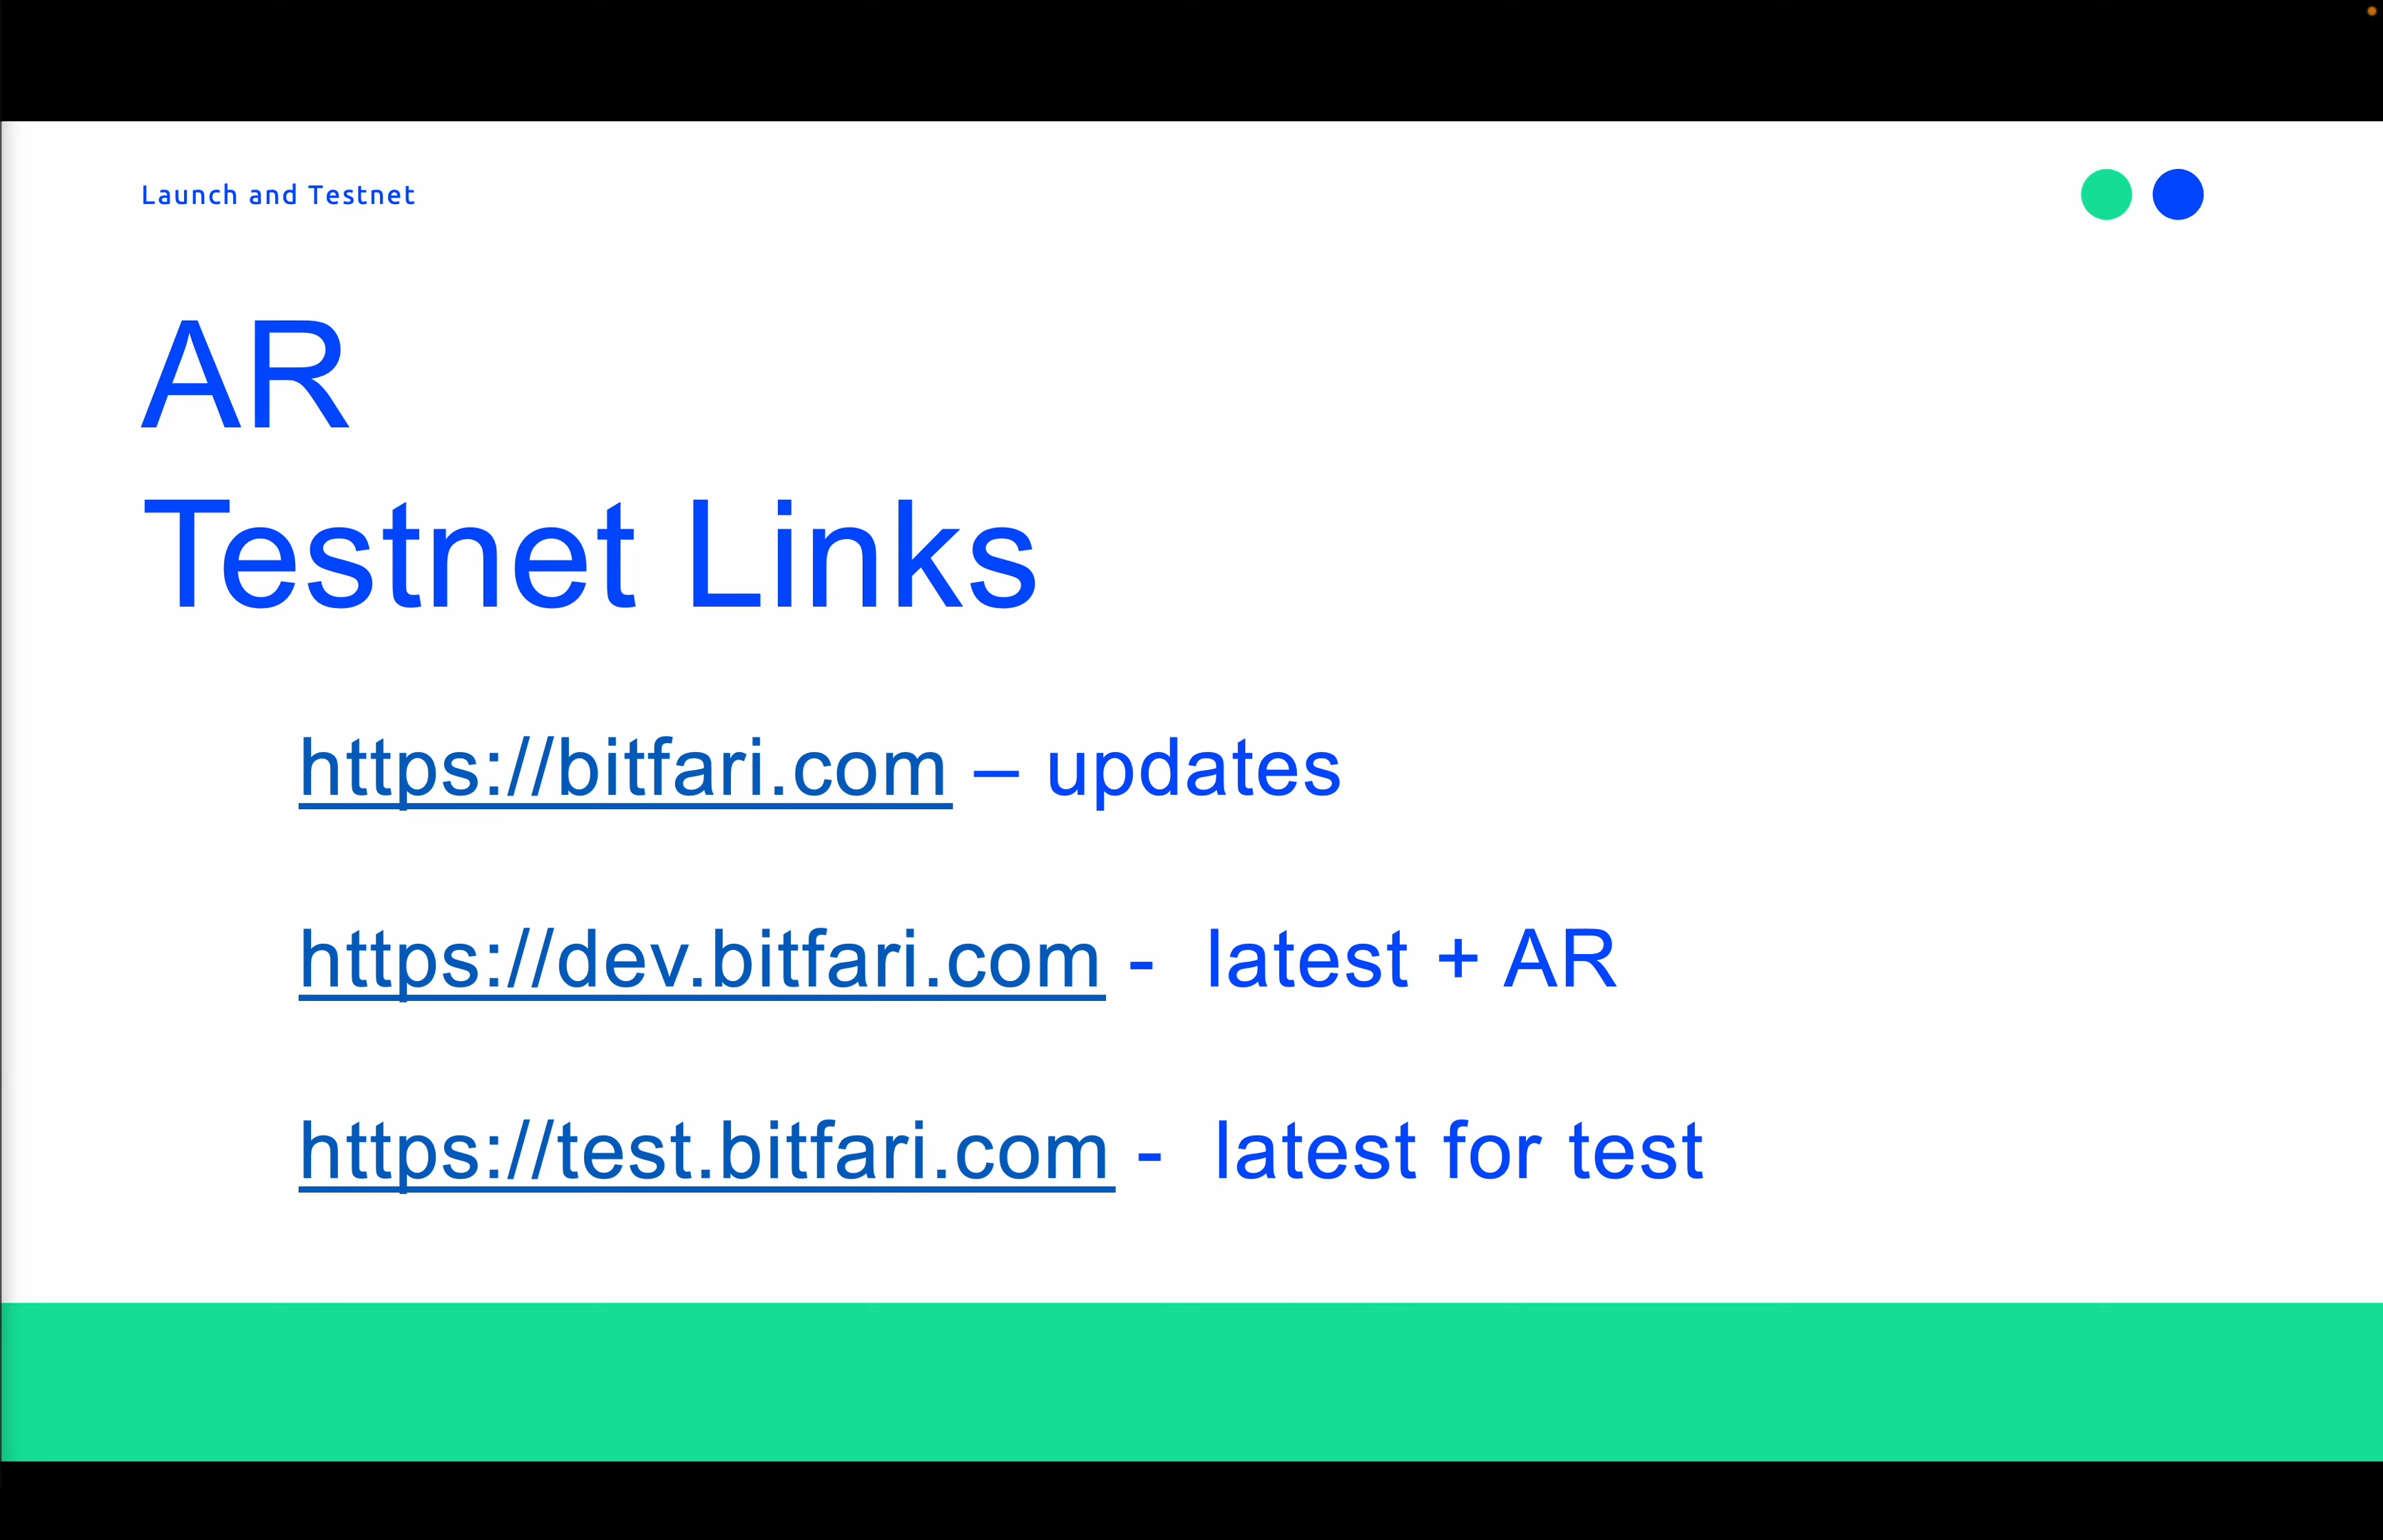 Launch and Testnet
AR
Testnet Links
https://bitfari.com – updates
https://dev.bitfari.com - latest + AR
https://test.bitfari.com - latest for test